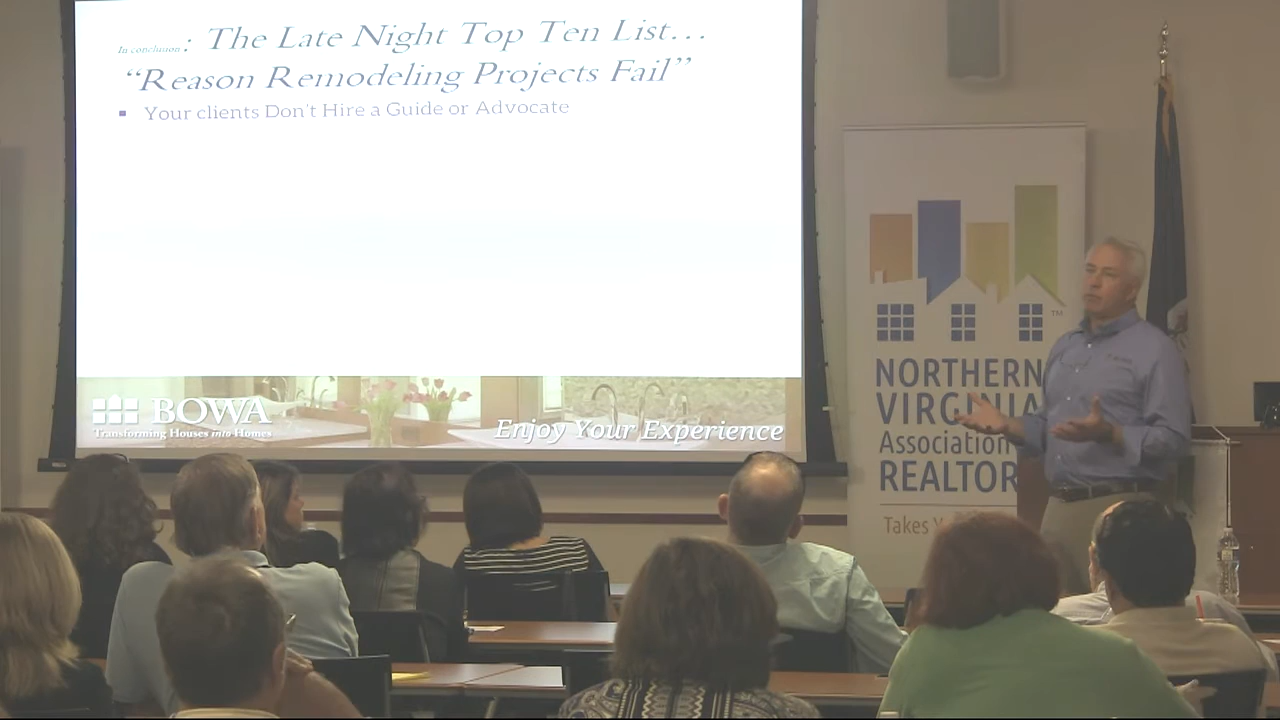 In conclusion: The Late Night Top Ten List...
“Reason Remodeling Projects Fail”
▪ Your clients Don't Hire a Guide or Advocate
BOWA
Transforming Houses into Homes
Enjoy Your Experience
TM
NORTHERN
VIRGINIA
Association
REALTOR
Takes